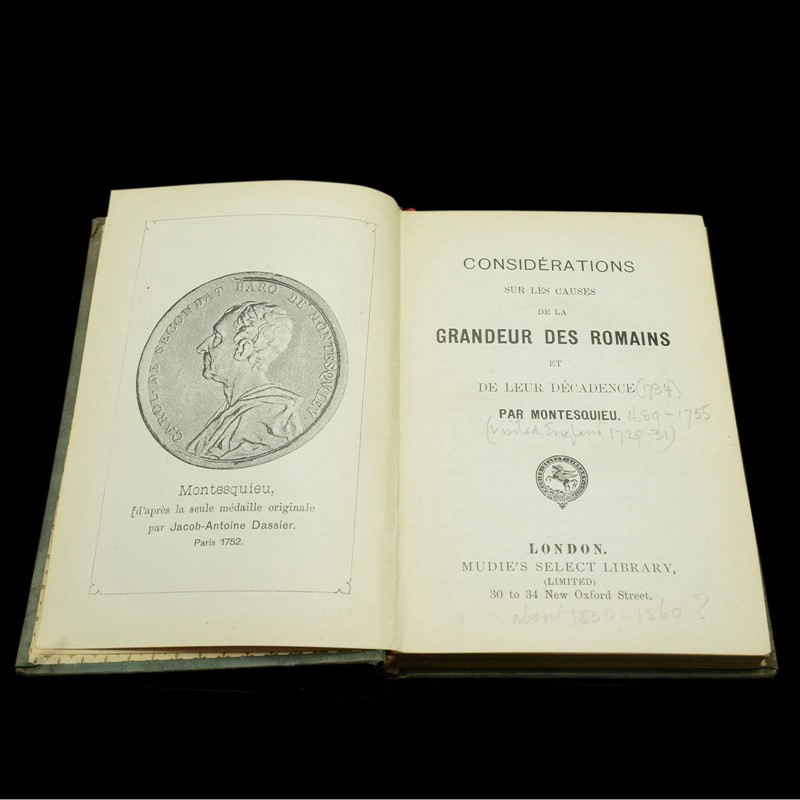 CAROL. DE SECONDAT BARO DE MONTESQVIEV.
Montesquieu,
[d'après la seule médaille originale
par Jacob-Antoine Dassier.
Paris 1752.
CONSIDÉRATIONS
SUR LES CAUSES
DE LA
GRANDEUR DES ROMAINS
ET
DE LEUR DÉCADENCE (1734)
PAR MONTESQUIEU. 1689-1755
(visited England 1729-31)
LONDON.
MUDIE'S SELECT LIBRARY,
(LIMITED)
30 to 34 New Oxford Street.
about 1850-1860?